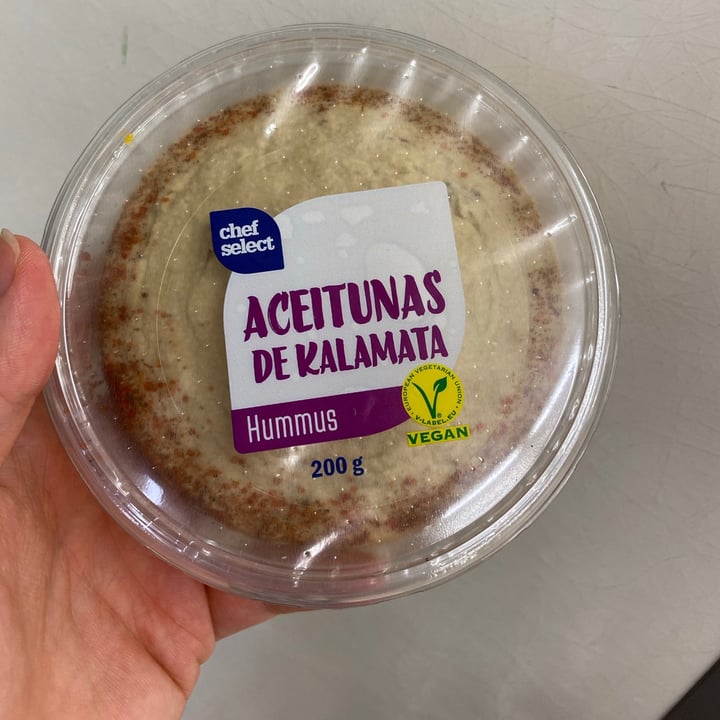 chef
select
ACEITUNAS
DE KALAMATA
Hummus
EUROPEAN VEGETARIAN UNION
V-LABEL.EU
VEGAN
200 g